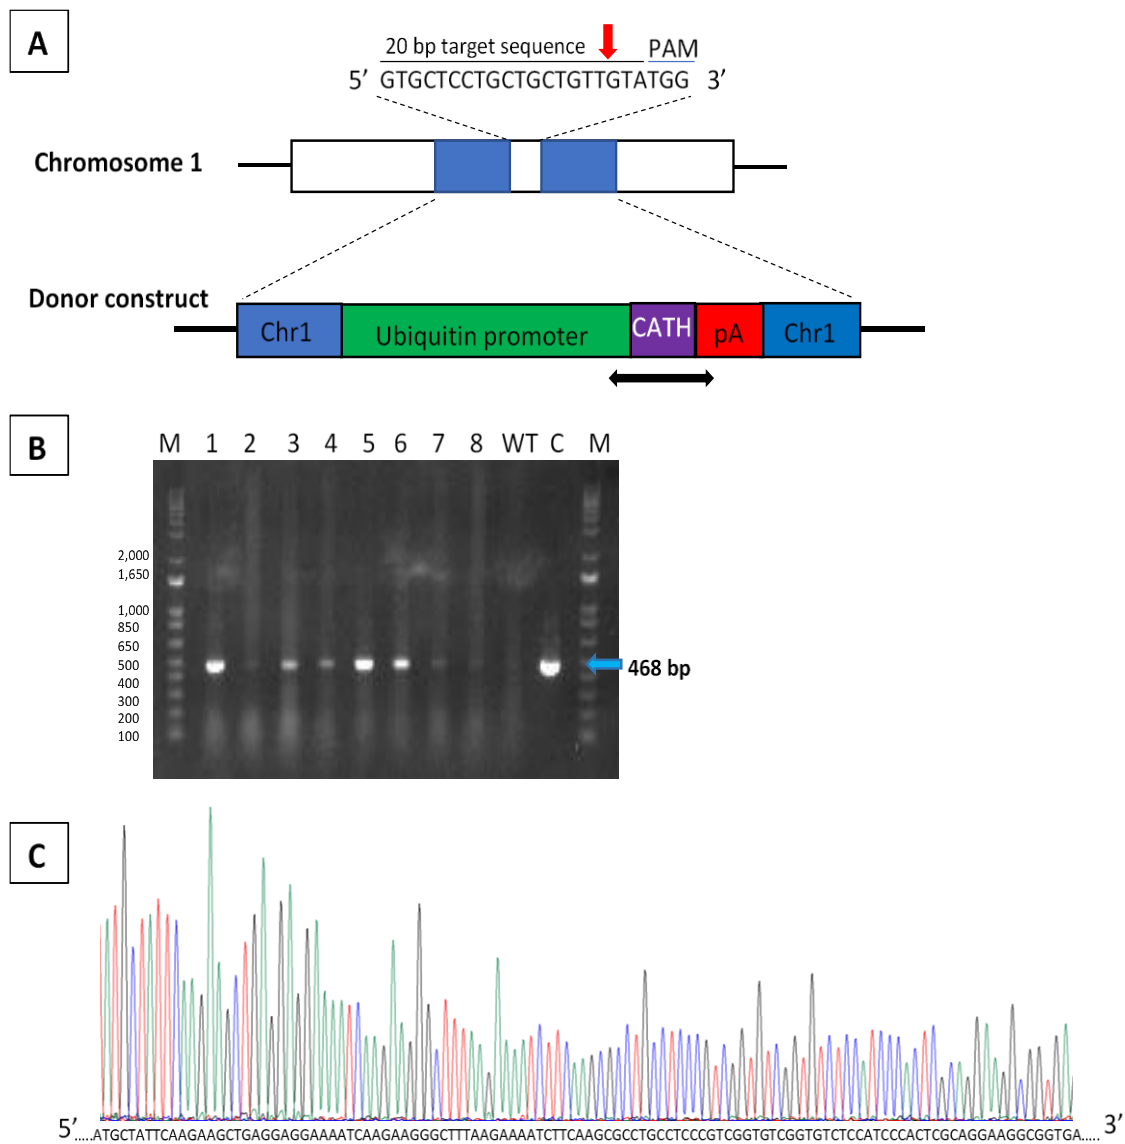 A
20 bp target sequence PAM
5’ GTGCTCCTGCTGCTGTTGTATGG 3’
Chromosome 1
Donor construct
Chr1 Ubiquitin promoter CATH pA Chr1
B
M 1 2 3 4 5 6 7 8 WT C M
2,000
1,650
1,000
850
650
500
468 bp
400
300
200
100
C
5’.....ATGCTATTCAAGAAGCTGAGGAGGAAAATCAAGAAGGGCTTTAAGAAAATCTTCAAGCGCCTGCCTCCCGTCGGTGTCGGTGTCTCCATCCCACTCGCAGGAAGGCGGTGA..... 3’